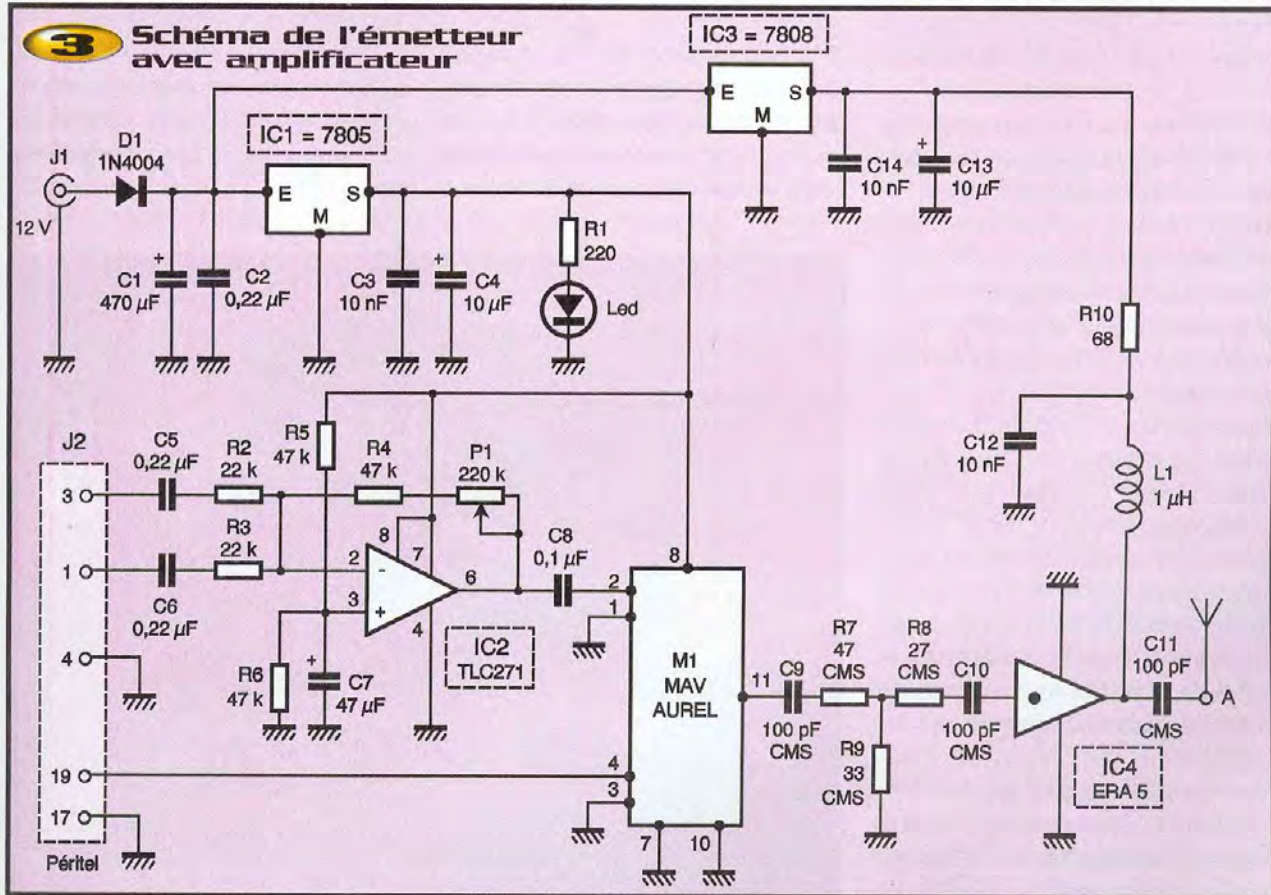 3
Schéma de l'émetteur
avec amplificateur
IC3 = 7808
E
S
M
C14
10 nF
+
C13
10 µF
J1
12 V
D1
1N4004
IC1 = 7805
E
S
M
+
C1
470 µF
C2
0,22 µF
C3
10 nF
+
C4
10 µF
R1
220
Led
R10
68
C12
10 nF
L1
1 µH
J2
3
1
4
19
17
Péritel
C5
0,22 µF
R2
22 k
R3
22 k
C6
0,22 µF
R5
47 k
R4
47 k
P1
220 k
8
7
2
-
3
+
6
4
IC2
TLC271
R6
47 k
+
C7
47 µF
C8
0,1 µF
8
2
1
M1
MAV
AUREL
11
4
3
7
10
C9
100 pF
CMS
R7
47
CMS
R8
27
CMS
R9
33
CMS
C10
100 pF
CMS
IC4
ERA 5
C11
100 pF
CMS
A